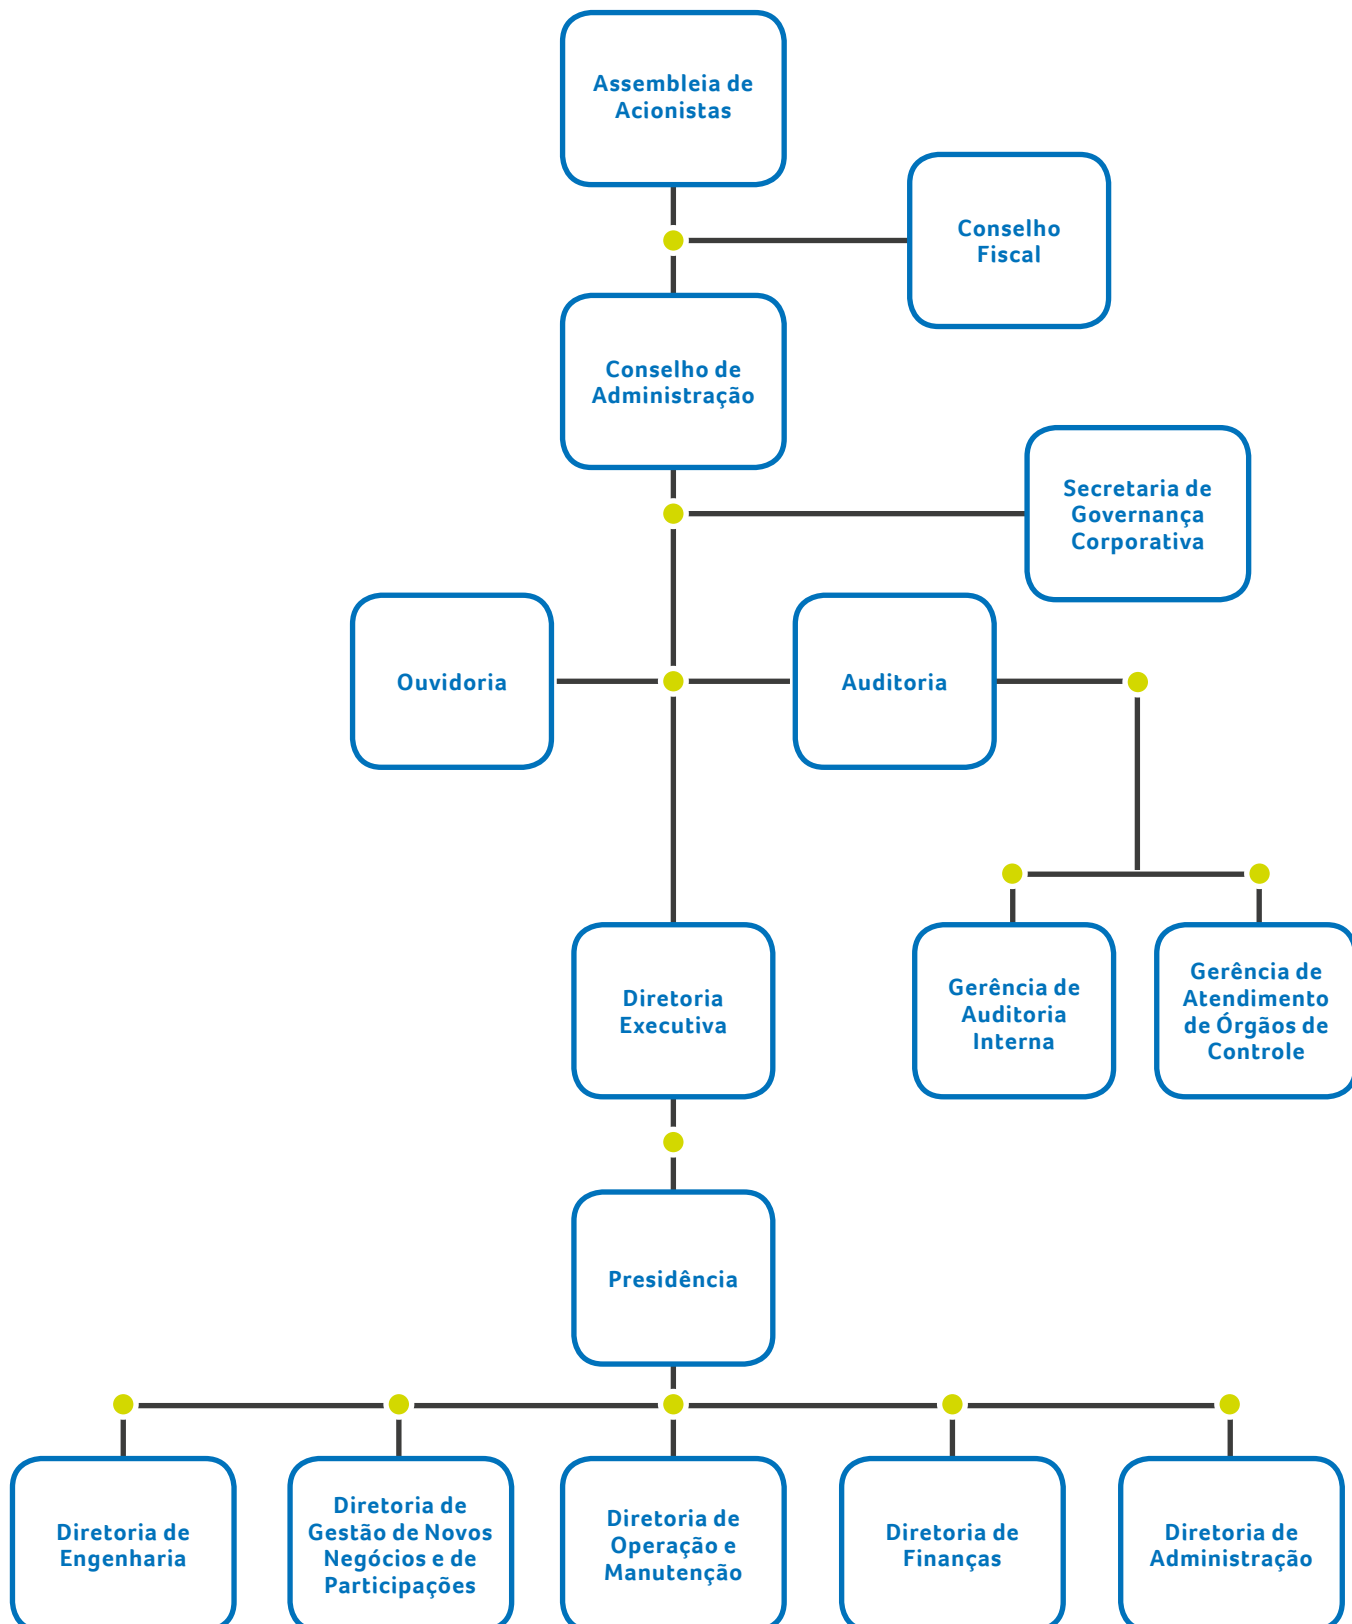 Assembleia de
Acionistas
Conselho
Fiscal
Conselho de
Administração
Secretaria de
Governança
Corporativa
Ouvidoria
Auditoria
Diretoria
Executiva
Gerência de
Auditoria
Interna
Gerência de
Atendimento
de Órgãos de
Controle
Presidência
Diretoria de
Engenharia
Diretoria de
Gestão de Novos
Negócios e de
Participações
Diretoria de
Operação e
Manutenção
Diretoria de
Finanças
Diretoria de
Administração